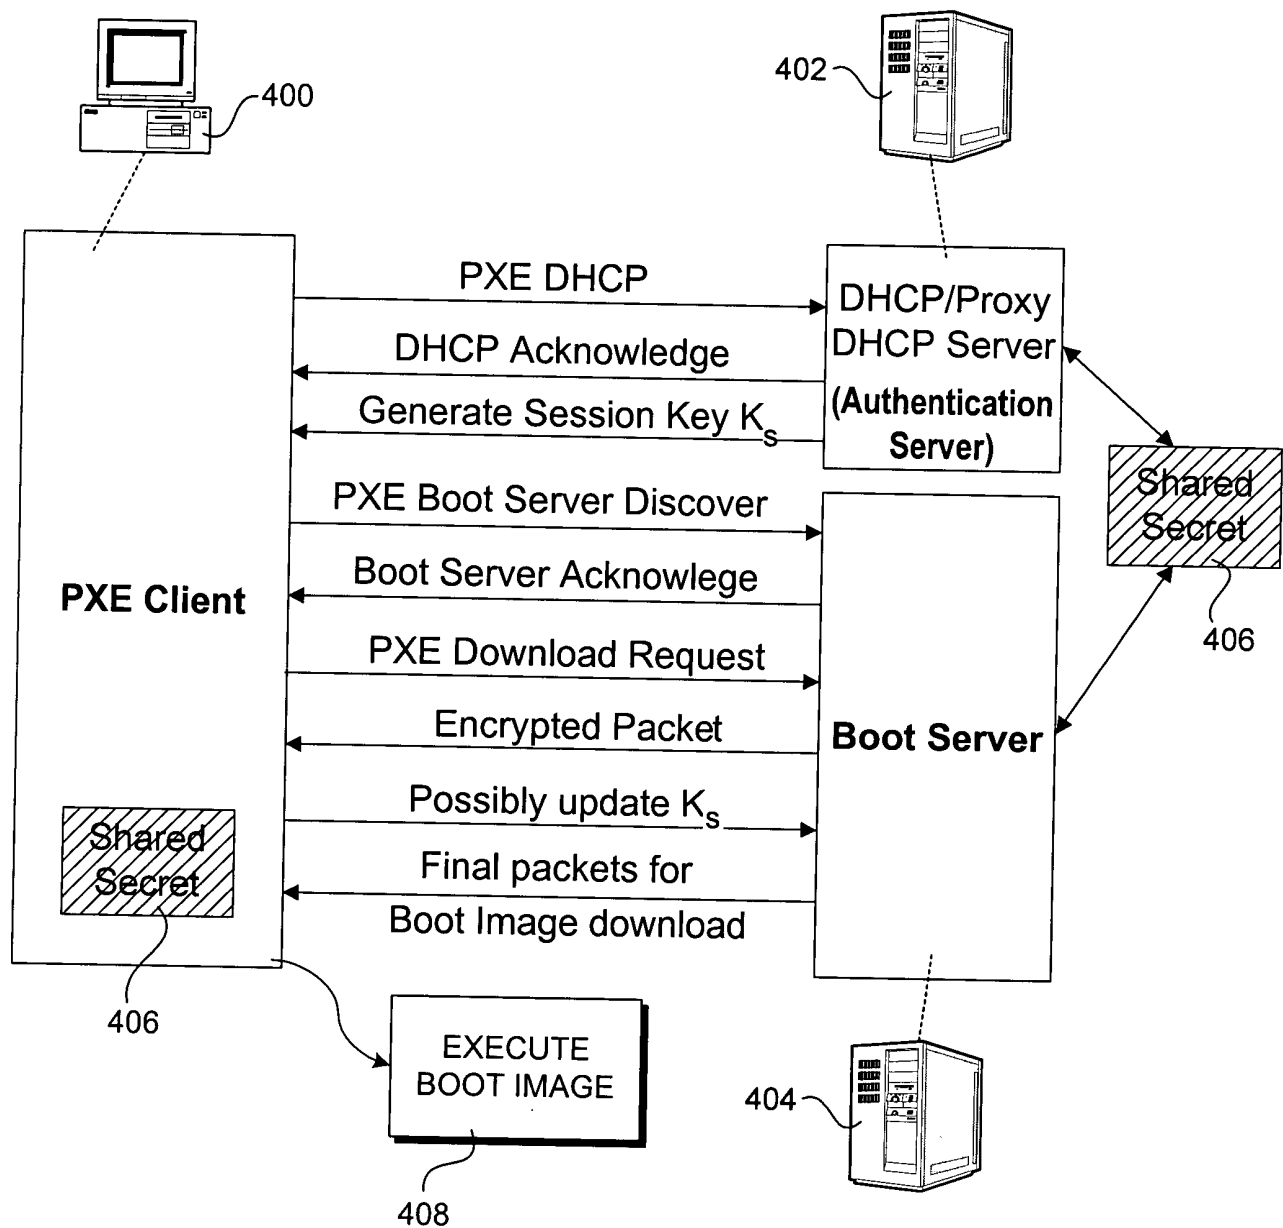 400
402
PXE DHCP
DHCP/Proxy
DHCP Server
(Authentication
Server)
DHCP Acknowledge
Generate Session Key Ks
PXE Boot Server Discover
Shared
Secret
406
Boot Server Acknowlege
PXE Client
PXE Download Request
Encrypted Packet
Boot Server
Possibly update Ks
Shared
Secret
Final packets for
Boot Image download
406
EXECUTE
BOOT IMAGE
404
408